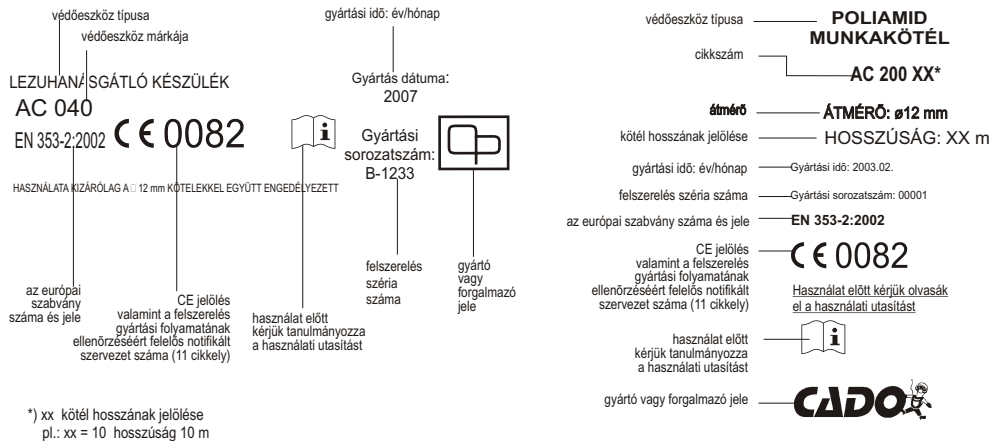 védőeszköz típusa
védőeszköz márkája
gyártási idő: év/hónap
LEZUHANÁSGÁTLÓ KÉSZÜLÉK
AC 040
EN 353-2:2002 CE 0082
HASZNÁLATA KIZÁRÓLAG A □ 12 mm KÖTELEKKEL EGYÜTT ENGEDÉLYEZETT
i
Gyártás dátuma:
2007
Gyártási
sorozatszám:
B-1233
az európai
szabvány
száma és jele
CE jelölés
valamint a felszerelés
gyártási folyamatának
ellenőrzéséért felelős notifikált
szervezet száma (11 cikkely)
használat előtt
kérjük tanulmányozza
a használati utasítást
felszerelés
széria
száma
gyártó
vagy
forgalmazó
jele
*) xx kötél hosszának jelölése
pl.: xx = 10 hosszúság 10 m
védőeszköz típusa
POLIAMID
MUNKAKÖTÉL
cikkszám
AC 200 XX*
átmérő
ÁTMÉRŐ: ø12 mm
kötél hosszának jelölése
HOSSZÚSÁG: XX m
gyártási idő: év/hónap
Gyártási idő: 2003.02.
felszerelés széria száma
Gyártási sorozatszám: 00001
az európai szabvány száma és jele
EN 353-2:2002
CE jelölés
valamint a felszerelés
gyártási folyamatának
ellenőrzéséért felelős notifikált
szervezet száma (11 cikkely)
CE 0082
Használat előtt kérjük olvasák
el a használati utasítást
használat előtt
kérjük tanulmányozza
a használati utasítást
i
gyártó vagy forgalmazó jele
CADO